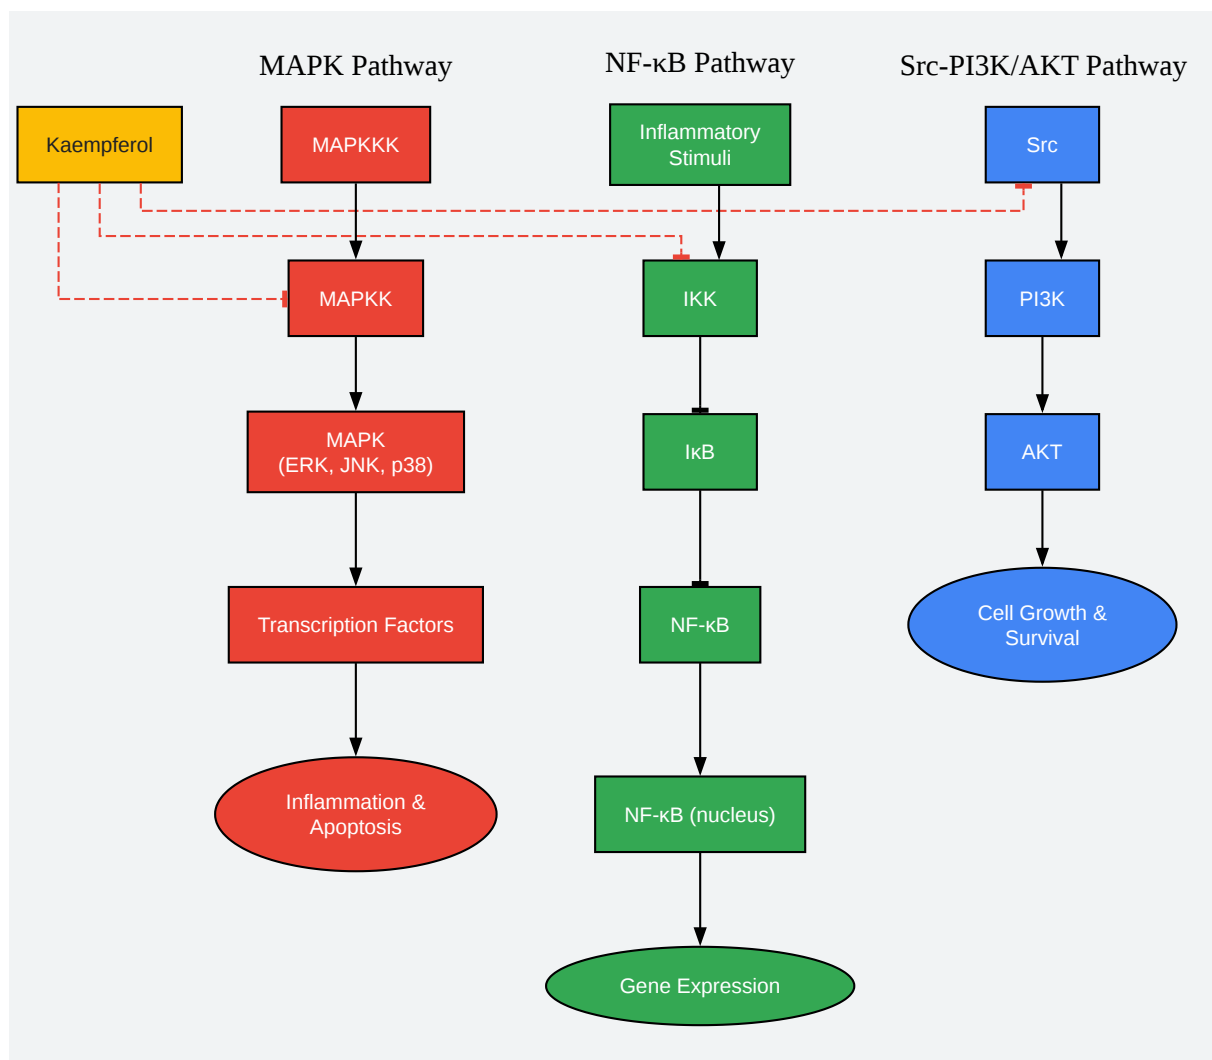 MAPK Pathway
NF-κB Pathway
Src-PI3K/AKT Pathway
Kaempferol
MAPKKK
Inflammatory
Stimuli
Src
MAPKK
IKK
PI3K
MAPK
(ERK, JNK, p38)
IκB
AKT
Transcription Factors
NF-κB
Cell Growth &
Survival
Inflammation &
Apoptosis
NF-κB (nucleus)
Gene Expression